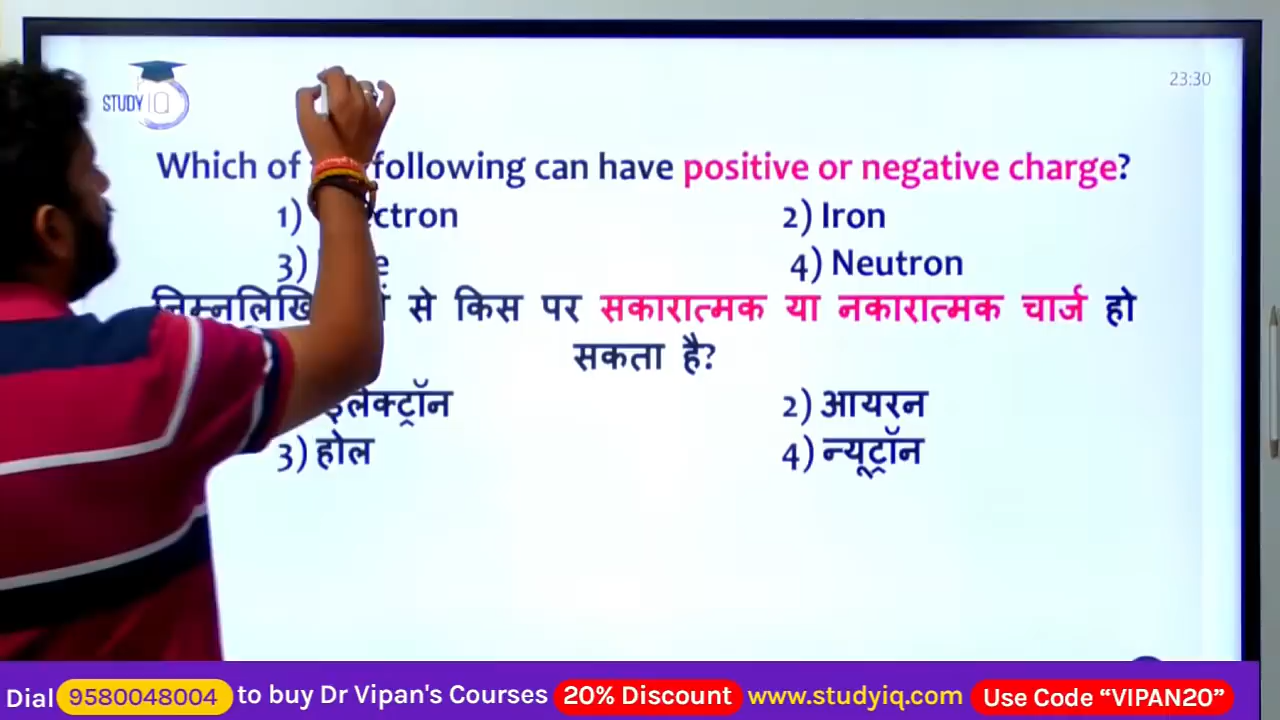 STUDY IQ
23:30
Which of following can have positive or negative charge?
1) ctron
2) Iron
3) e
4) Neutron
से किस पर सकारात्मक या नकारात्मक चार्ज हो
सकता है?
इलेक्ट्रॉन
2) आयरन
3) होल
4) न्यूट्रॉन
Dial 9580048004 to buy Dr Vipan's Courses 20% Discount www.studyiq.com Use Code “VIPAN20”